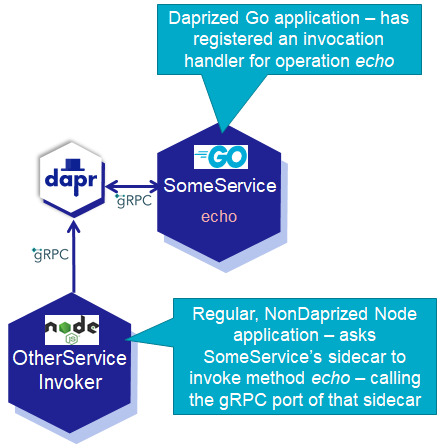 Daprized Go application – has
registered an invocation
handler for operation echo
GO
SomeService
echo
dapr
gRPC
gRPC
node
JS
OtherService
Invoker
Regular, NonDaprized Node
application – asks
SomeService's sidecar to
invoke method echo – calling
the gRPC port of that sidecar